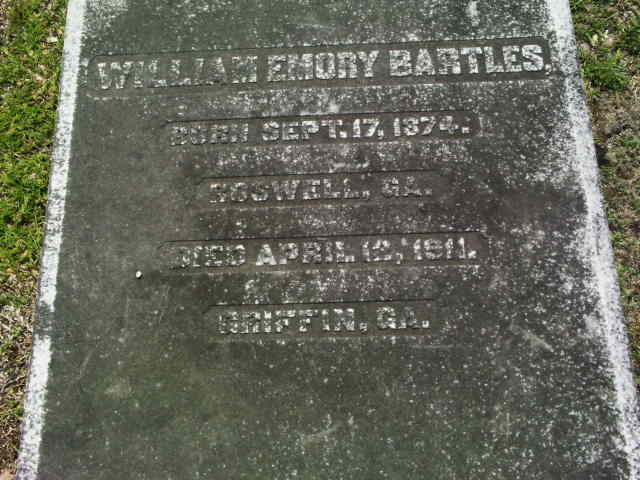 WILLIAM EMORY BARTLES.
BORN SEPT. 17, 1874.
ROSWELL, GA.
DIED APRIL 12, 1911.
GRIFFIN, GA.